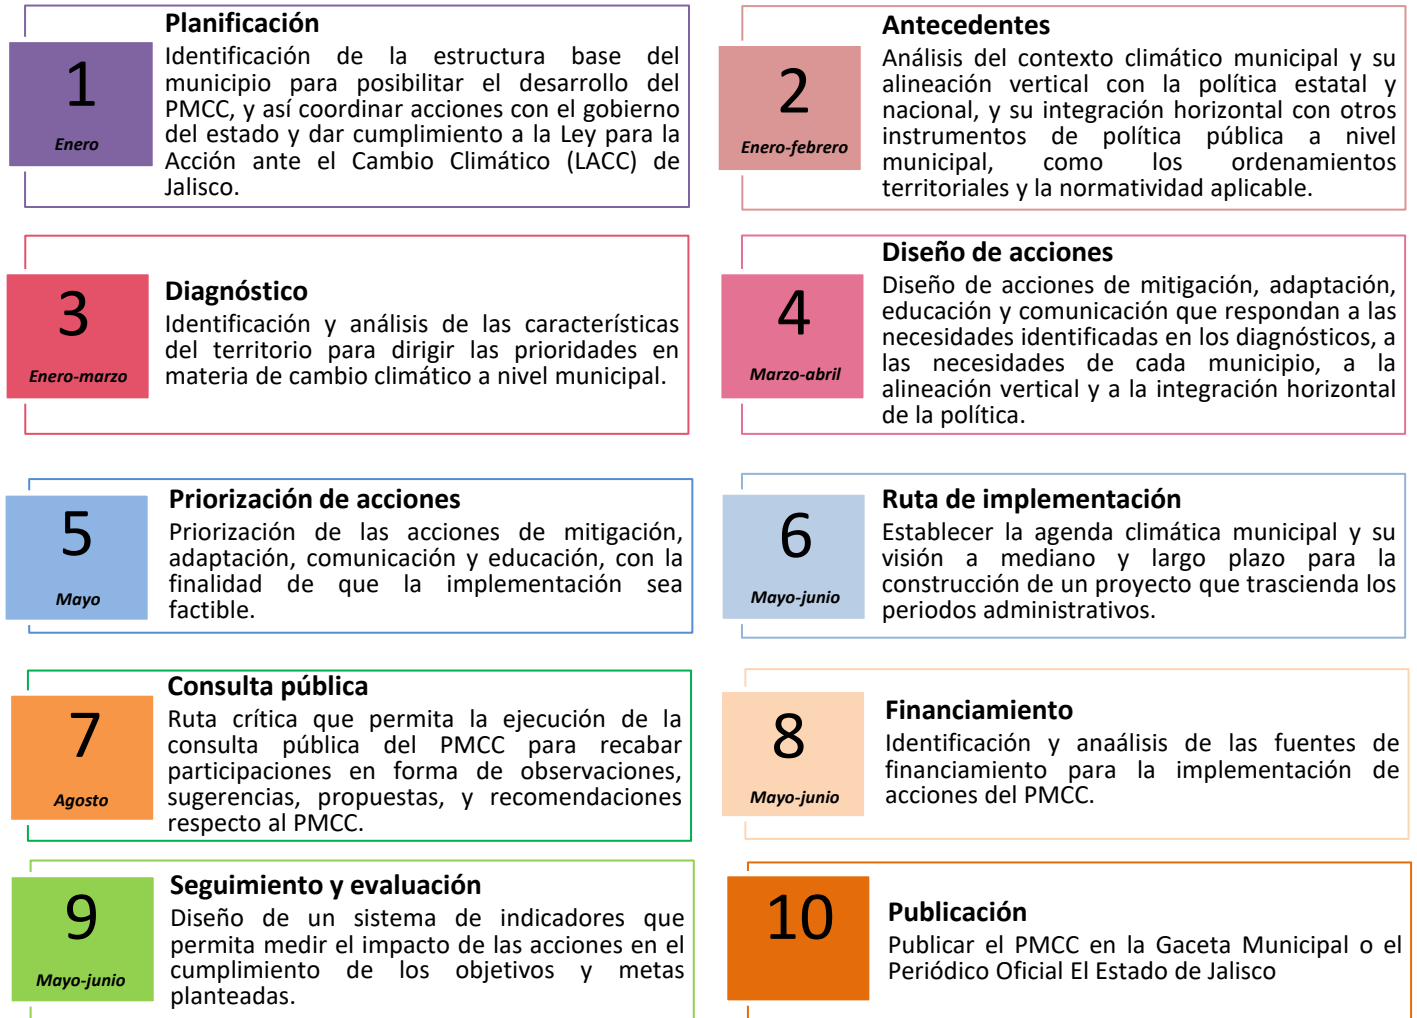 Planificación
1
Enero
Identificación de la estructura base del
municipio para posibilitar el desarrollo del
PMCC, y así coordinar acciones con el gobierno
del estado y dar cumplimiento a la Ley para la
Acción ante el Cambio Climático (LACC) de
Jalisco.
Antecedentes
2
Enero-febrero
Análisis del contexto climático municipal y su
alineación vertical con la política estatal y
nacional, y su integración horizontal con otros
instrumentos de política pública a nivel
municipal, como los ordenamientos
territoriales y la normatividad aplicable.
Diagnóstico
3
Enero-marzo
Identificación y análisis de las características
del territorio para dirigir las prioridades en
materia de cambio climático a nivel municipal.
Diseño de acciones
4
Marzo-abril
Diseño de acciones de mitigación, adaptación,
educación y comunicación que respondan a las
necesidades identificadas en los diagnósticos, a
las necesidades de cada municipio, a la
alineación vertical y a la integración horizontal
de la política.
Priorización de acciones
5
Mayo
Priorización de las acciones de mitigación,
adaptación, comunicación y educación, con la
finalidad de que la implementación sea
factible.
Ruta de implementación
6
Mayo-junio
Establecer la agenda climática municipal y su
visión a mediano y largo plazo para la
construcción de un proyecto que trascienda los
periodos administrativos.
Consulta pública
7
Agosto
Ruta crítica que permita la ejecución de la
consulta pública del PMCC para recabar
participaciones en forma de observaciones,
sugerencias, propuestas, y recomendaciones
respecto al PMCC.
Financiamiento
8
Mayo-junio
Identificación y anaálisis de las fuentes de
financiamiento para la implementación de
acciones del PMCC.
Seguimiento y evaluación
9
Mayo-junio
Diseño de un sistema de indicadores que
permita medir el impacto de las acciones en el
cumplimiento de los objetivos y metas
planteadas.
Publicación
10
Publicar el PMCC en la Gaceta Municipal o el
Periódico Oficial El Estado de Jalisco